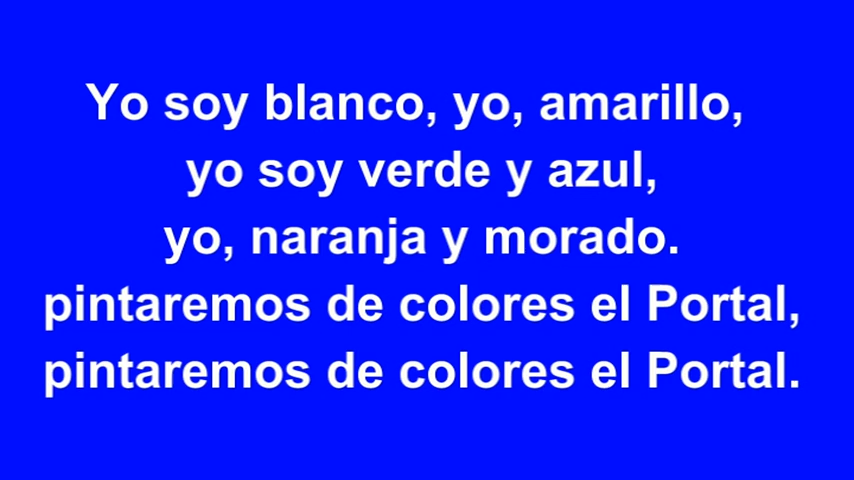 Yo soy blanco, yo, amarillo,
yo soy verde y azul,
yo, naranja y morado.
pintaremos de colores el Portal,
pintaremos de colores el Portal.